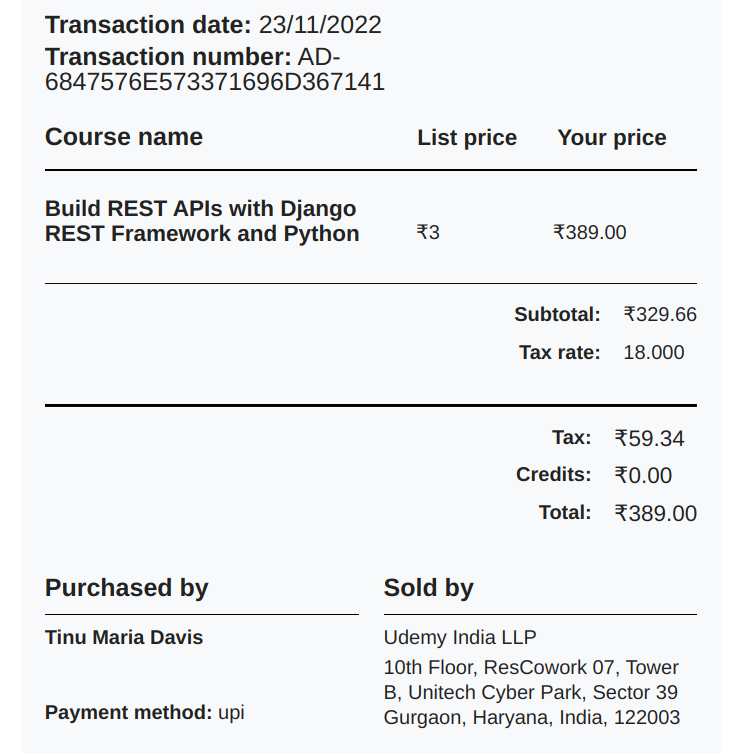 Transaction date: 23/11/2022
Transaction number: AD-
6847576E573371696D367141
Course name List price Your price
Build REST APIs with Django
REST Framework and Python ₹3 ₹389.00
Subtotal: ₹329.66
Tax rate: 18.000
Tax: ₹59.34
Credits: ₹0.00
Total: ₹389.00
Purchased by
Tinu Maria Davis
Payment method: upi
Sold by
Udemy India LLP
10th Floor, ResCowork 07, Tower
B, Unitech Cyber Park, Sector 39
Gurgaon, Haryana, India, 122003